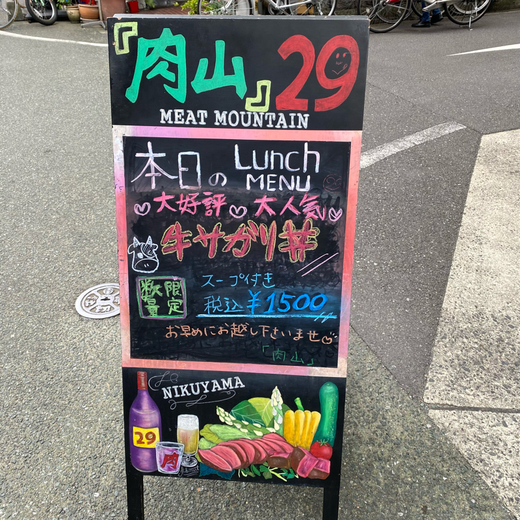 『肉山』29
MEAT MOUNTAIN
本日の Lunch MENU
♡大好評♡大人気♡
牛サガリ丼
数量限定
スープ付き
税込¥1500
お早めにお越し下さいませ
「肉山」
NIKUYAMA
29
肉